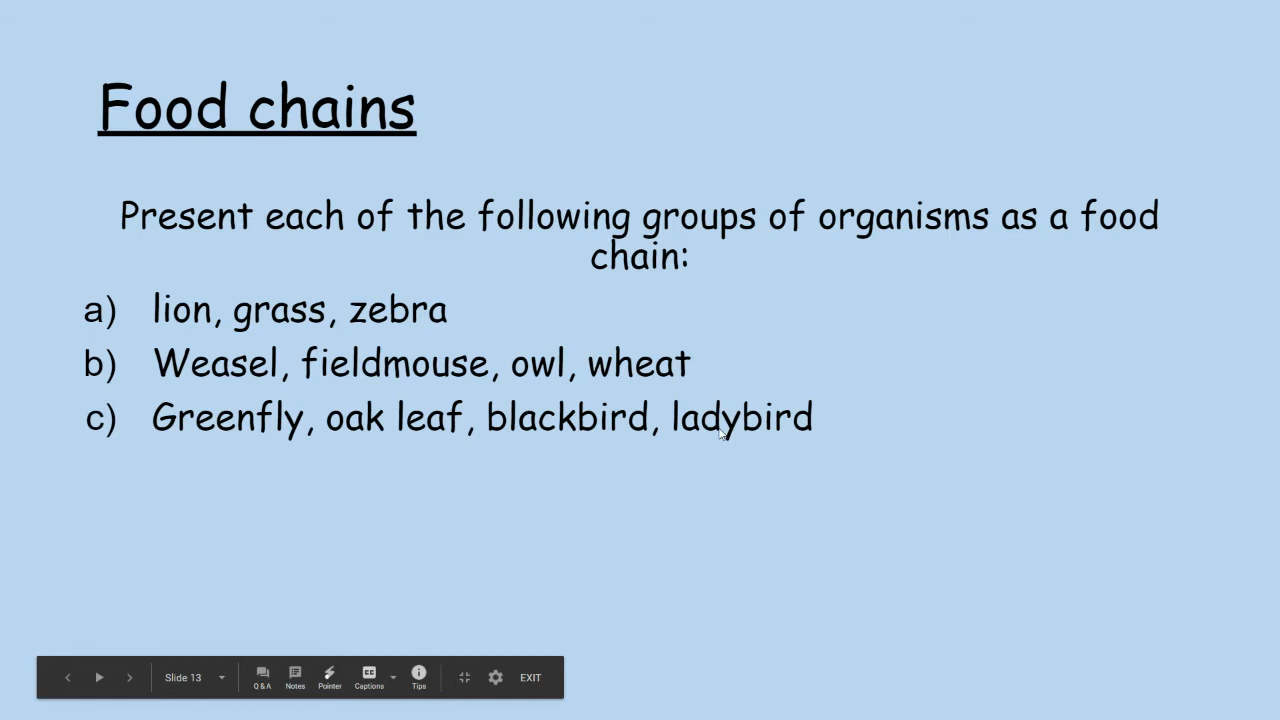 Food chains
Present each of the following groups of organisms as a food
chain:
a) lion, grass, zebra
b) Weasel, fieldmouse, owl, wheat
c) Greenfly, oak leaf, blackbird, ladybird
Slide 13 Q&A Notes Pointer CC Captions Tips EXIT